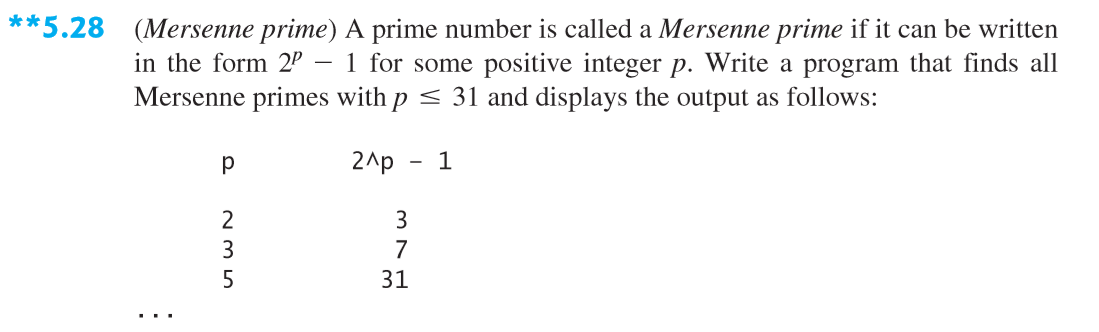 **5.28 (Mersenne prime) A prime number is called a Mersenne prime if it can be written
in the form 2ᵖ − 1 for some positive integer p. Write a program that finds all
Mersenne primes with p ≤ 31 and displays the output as follows:
p 2^p - 1
2 3
3 7
5 31
...